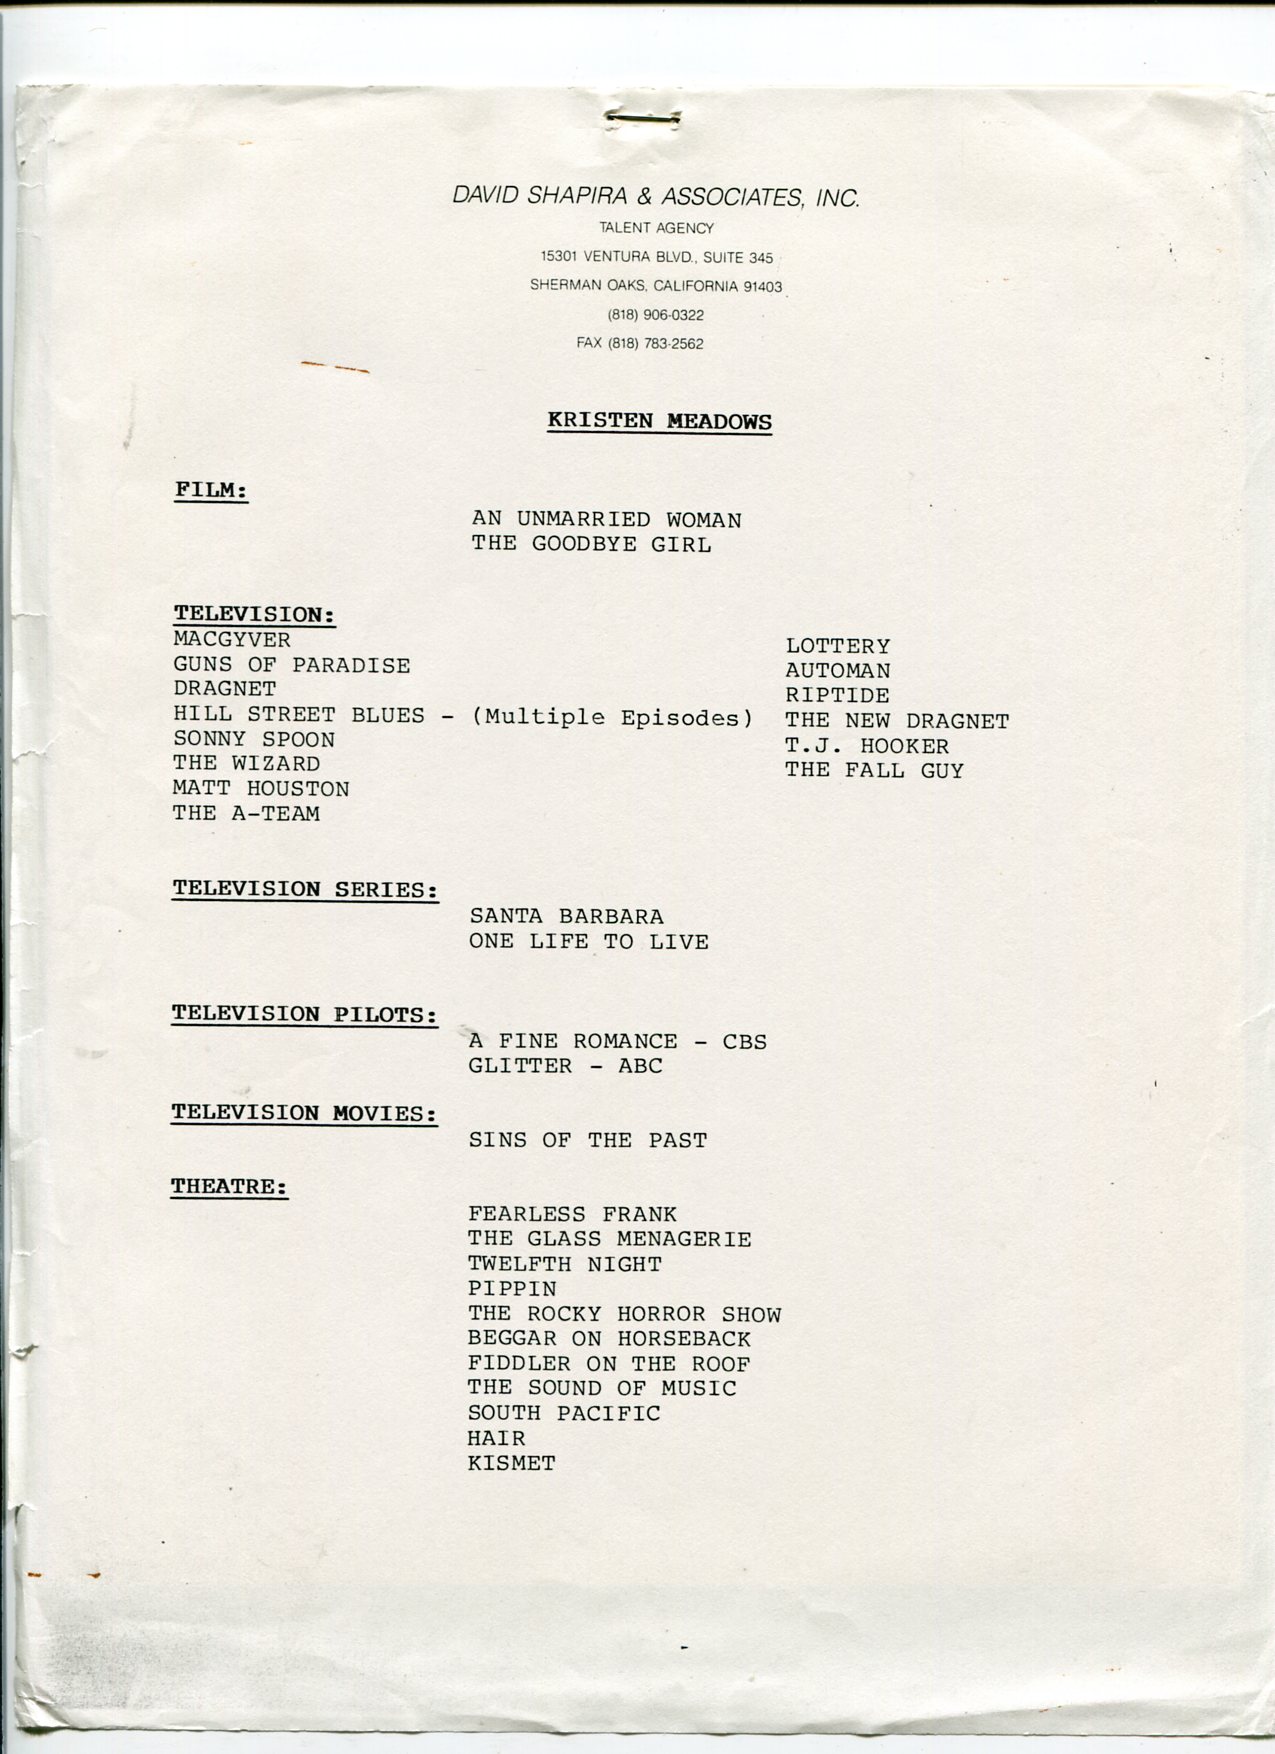 DAVID SHAPIRA & ASSOCIATES, INC.
TALENT AGENCY
15301 VENTURA BLVD., SUITE 345
SHERMAN OAKS, CALIFORNIA 91403
(818) 906-0322
FAX (818) 783-2562
KRISTEN MEADOWS
FILM:
AN UNMARRIED WOMAN
THE GOODBYE GIRL
TELEVISION:
MACGYVER
GUNS OF PARADISE
DRAGNET
HILL STREET BLUES - (Multiple Episodes)
SONNY SPOON
THE WIZARD
MATT HOUSTON
THE A-TEAM
LOTTERY
AUTOMAN
RIPTIDE
THE NEW DRAGNET
T.J. HOOKER
THE FALL GUY
TELEVISION SERIES:
SANTA BARBARA
ONE LIFE TO LIVE
TELEVISION PILOTS:
A FINE ROMANCE - CBS
GLITTER - ABC
TELEVISION MOVIES:
SINS OF THE PAST
THEATRE:
FEARLESS FRANK
THE GLASS MENAGERIE
TWELFTH NIGHT
PIPPIN
THE ROCKY HORROR SHOW
BEGGAR ON HORSEBACK
FIDDLER ON THE ROOF
THE SOUND OF MUSIC
SOUTH PACIFIC
HAIR
KISMET